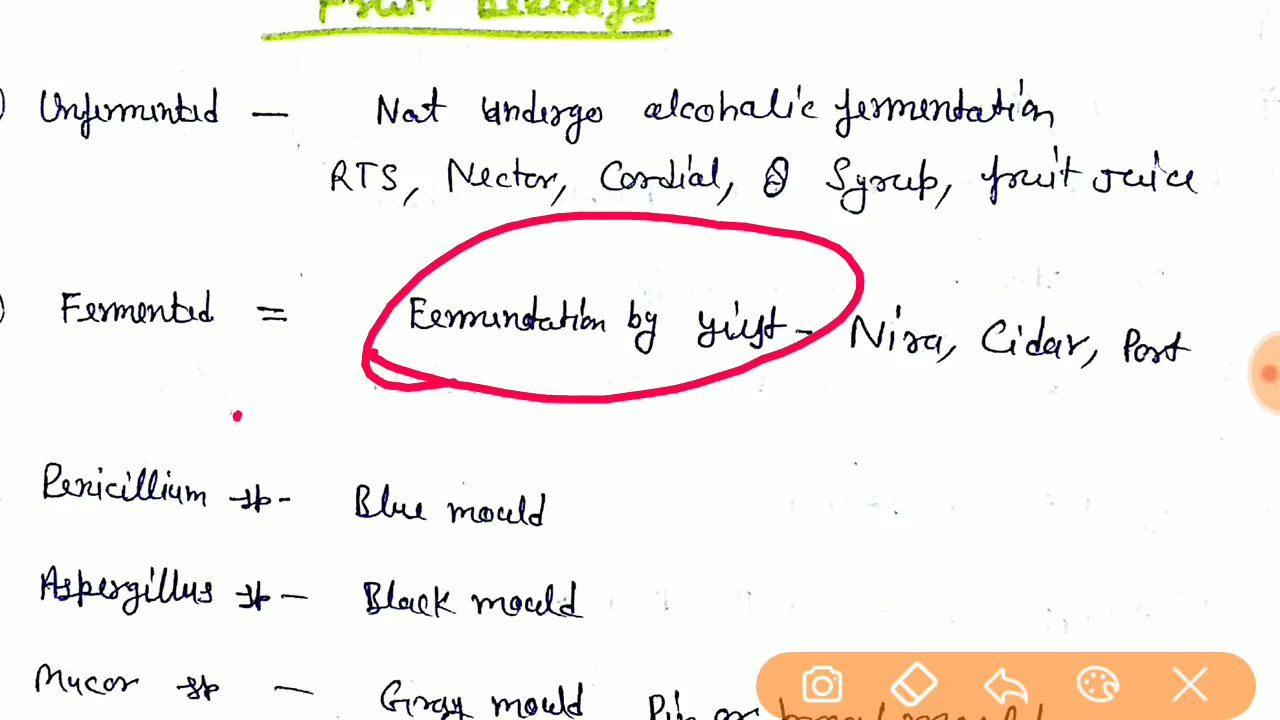 Unfermented — Not undergo alcohalic fermentation
RTS, Nector, Cordial, Syrup, fruit Juice
Fermented = Fermentation by yiest - Nira, Cidar, Port
Penicillium sp - Blue mould
Aspergillus sp - Black mould
Mucor sp — Gray mould